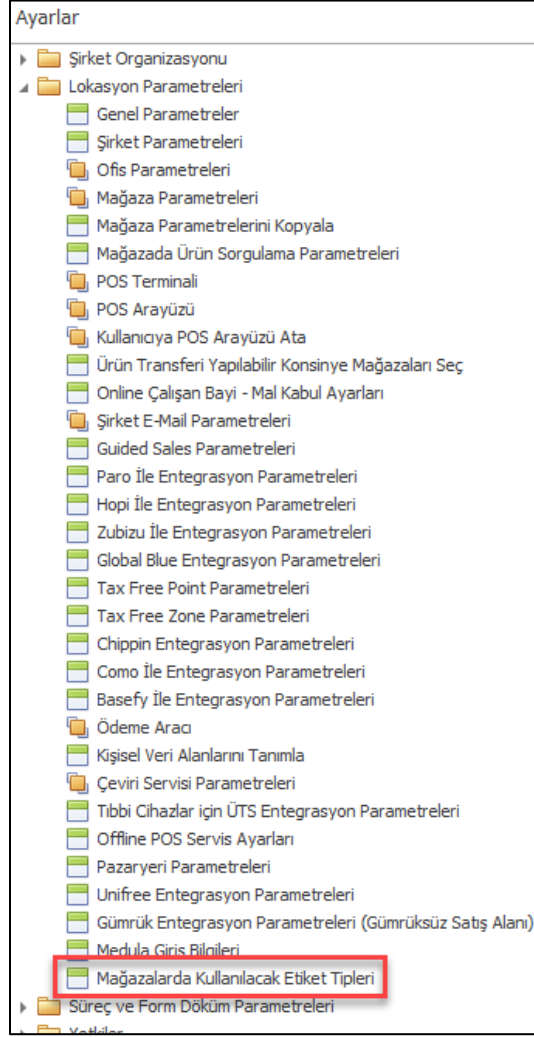 Ayarlar
Şirket Organizasyonu
Lokasyon Parametreleri
Genel Parametreler
Şirket Parametreleri
Ofis Parametreleri
Mağaza Parametreleri
Mağaza Parametrelerini Kopyala
Mağazada Ürün Sorgulama Parametreleri
POS Terminali
POS Arayüzü
Kullanıcıya POS Arayüzü Ata
Ürün Transferi Yapılabilir Konsinye Mağazaları Seç
Online Çalışan Bayi - Mal Kabul Ayarları
Şirket E-Mail Parametreleri
Guided Sales Parametreleri
Paro İle Entegrasyon Parametreleri
Hopi İle Entegrasyon Parametreleri
Zubizu İle Entegrasyon Parametreleri
Global Blue Entegrasyon Parametreleri
Tax Free Point Parametreleri
Tax Free Zone Parametreleri
Chippin Entegrasyon Parametreleri
Como İle Entegrasyon Parametreleri
Basefy İle Entegrasyon Parametreleri
Ödeme Aracı
Kişisel Veri Alanlarını Tanımla
Çeviri Servisi Parametreleri
Tıbbi Cihazlar için ÜTS Entegrasyon Parametreleri
Offline POS Servis Ayarları
Pazaryeri Parametreleri
Unifree Entegrasyon Parametreleri
Gümrük Entegrasyon Parametreleri (Gümrüksüz Satış Alanı)
Medula Giriş Bilgileri
Mağazalarda Kullanılacak Etiket Tipleri
Süreç ve Form Döküm Parametreleri
Yetkiler